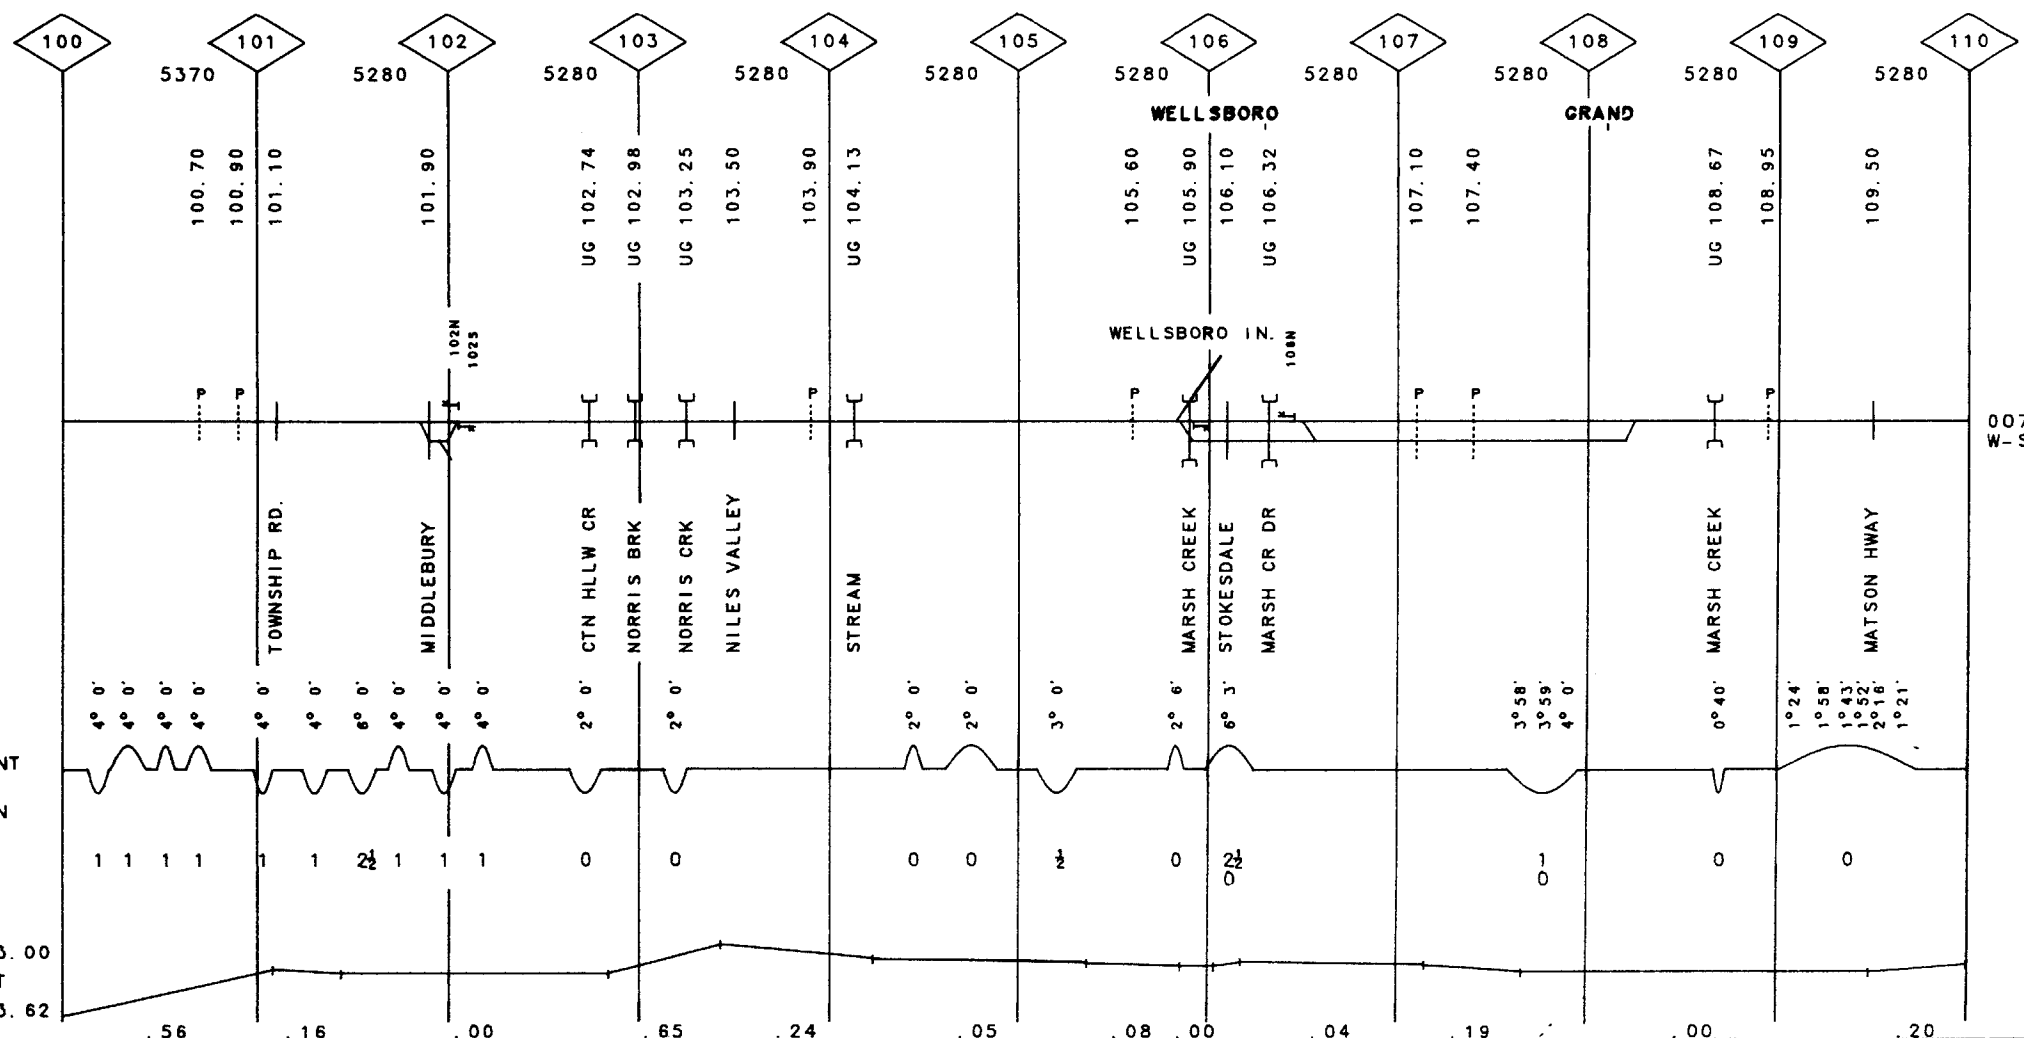 100 101 102 103 104 105 106 107 108 109 110
5370 5280 5280 5280 5280 5280 5280 5280 5280 5280
WELLSBORO GRAND
100.70
100.90
101.10
101.90
UG 102.74
UG 102.98
UG 103.25
103.50
103.90
UG 104.13
105.60
UG 105.90
106.10
UG 106.32
107.10
107.40
UG 108.67
108.95
109.50
102N
102S
WELLSBORO IN.
P P P P P P P
007
W-S
TOWNSHIP RD.
MIDDLEBURY
CTN HLLW CR
NORRIS BRK
NORRIS CRK
NILES VALLEY
STREAM
MARSH CREEK
STOKESDALE
MARSH CR DR
MARSH CREEK
MATSON HWAY
4° 0'
4° 0'
4° 0'
4° 0'
4° 0'
4° 0'
6° 0'
4° 0'
4° 0'
4° 0'
2° 0'
2° 0'
2° 0'
2° 0'
3° 0'
2° 6'
6° 3'
3°58'
3°59'
4° 0'
0°40'
1°24'
1°58'
1°43'
1°52'
2°16'
1°21'
NT
N
1 1 1 1 1 1 2½ 1 1 1 0 0 0 0 ½ 0 2½ 1 0 0
0 0
3.00
T
3.62
.56 .16 .00 .65 .24 .05 .08 .00 .04 .19 .00 .20